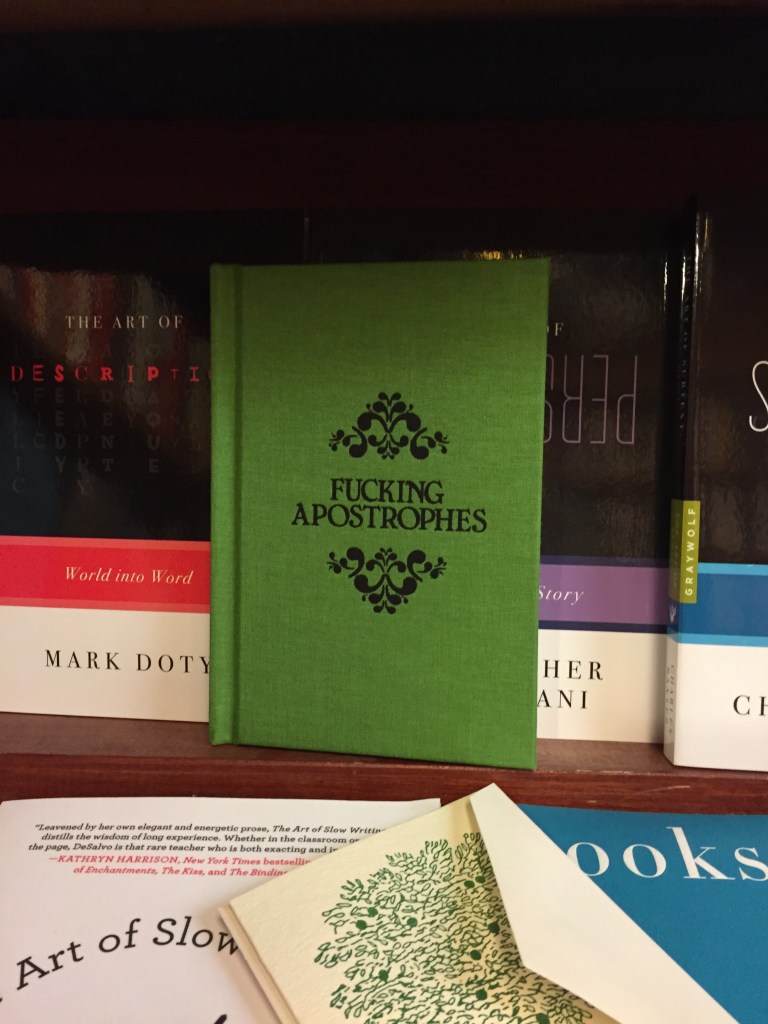 THE ART OF
DESCRIPTI
World into Word
MARK DOTY
FUCKING
APOSTROPHES
OF
PERS
Story
HER
ANI
GRAYWOLF
S
CH
"Leavened by her own elegant and energetic prose, The Art of Slow Writing
distills the wisdom of long experience. Whether in the classroom o
the page, DeSalvo is that rare teacher who is both exacting and in
—KATHRYN HARRISON, New York Times bestselling
of Enchantments, The Kiss, and The Binding
Art of Slow
ooks